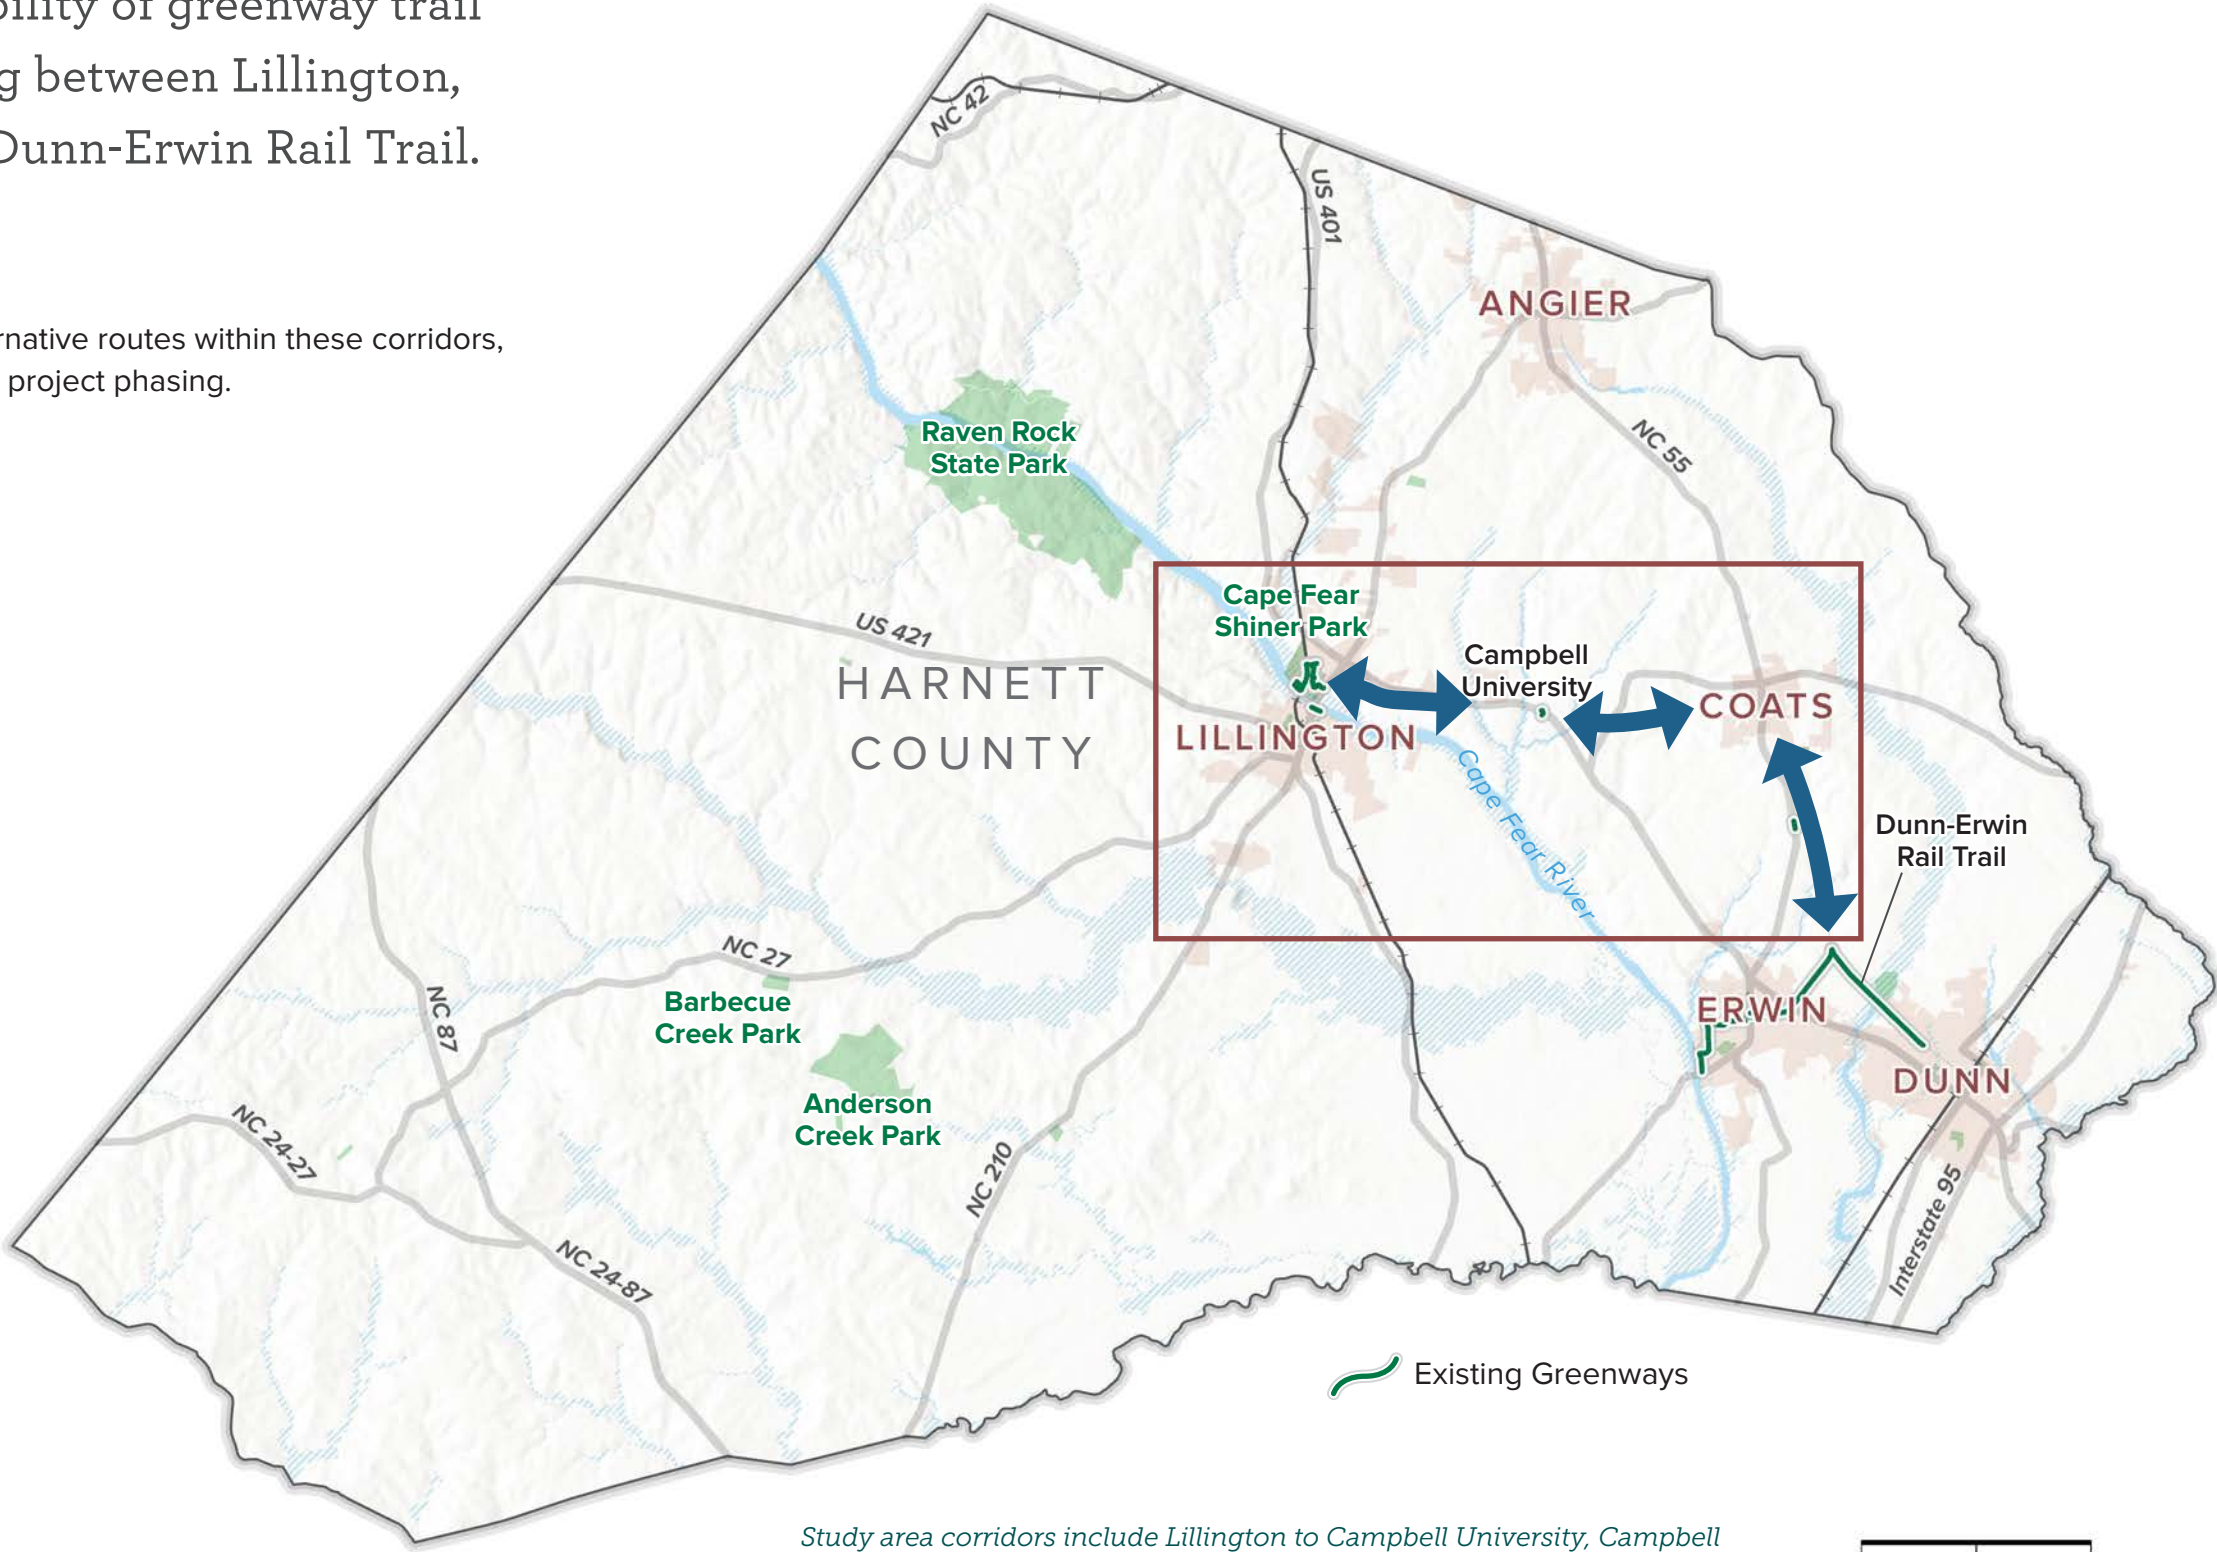 bility of greenway trail
g between Lillington,
Dunn-Erwin Rail Trail.
rnative routes within these corridors,
project phasing.
NC 42
US 401
ANGIER
NC 55
Raven Rock
State Park
Cape Fear
Shiner Park
US 421
Campbell
University
HARNETT
COUNTY
COATS
LILLINGTON
Cape Fear River
Dunn-Erwin
Rail Trail
NC 27
NC 87
Barbecue
Creek Park
ERWIN
DUNN
Anderson
Creek Park
NC 24-27
NC 210
Interstate 95
NC 24-87
Existing Greenways
Study area corridors include Lillington to Campbell University, Campbell